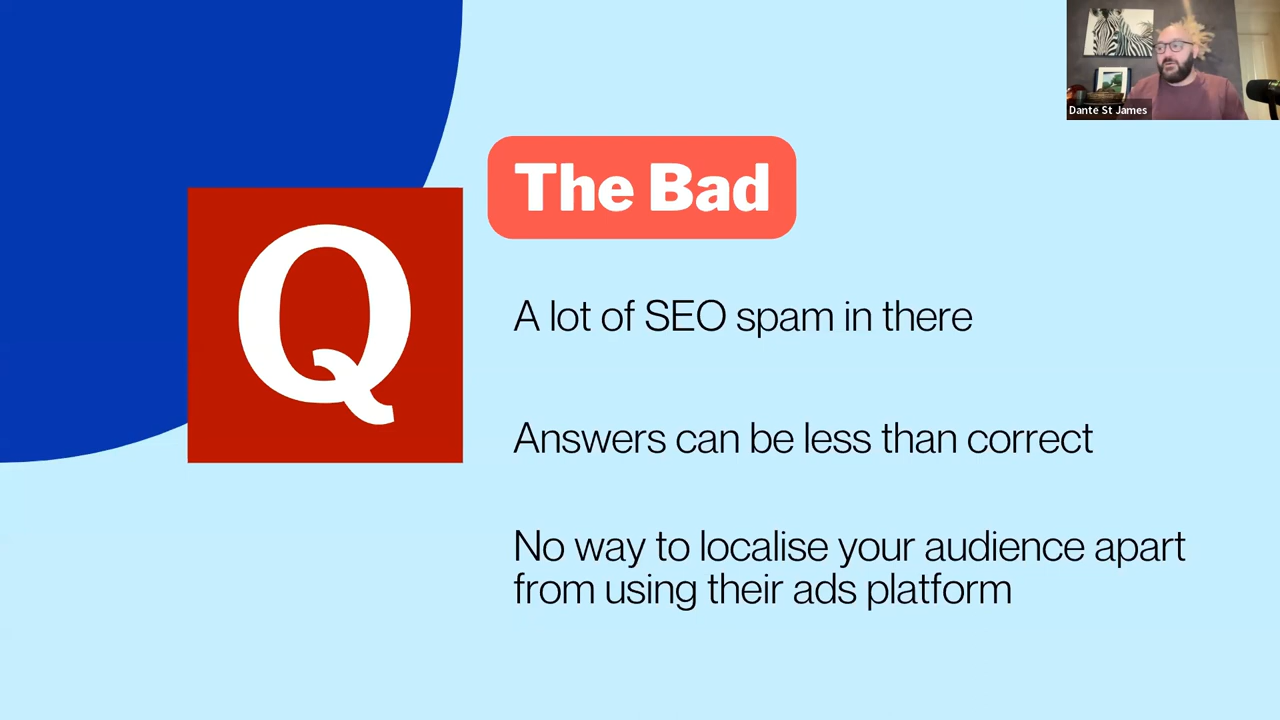 Dante St James
The Bad
Q
A lot of SEO spam in there
Answers can be less than correct
No way to localise your audience apart
from using their ads platform